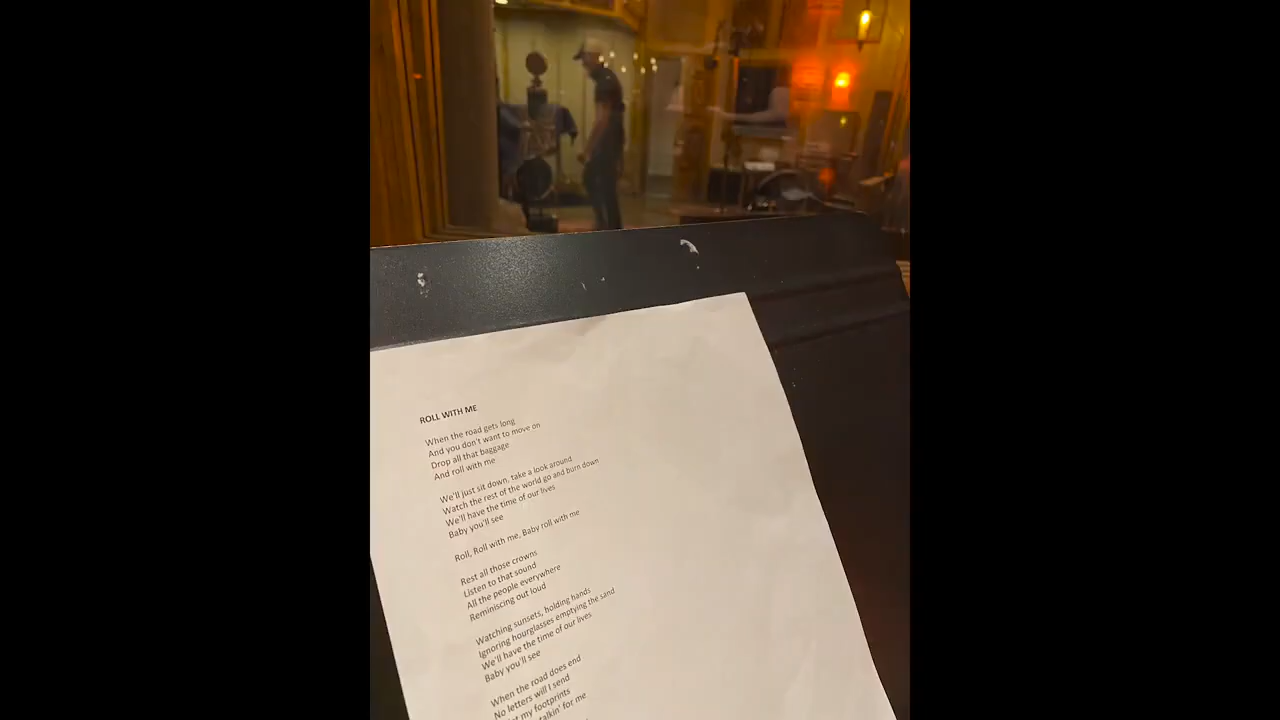 ROLL WITH ME
When the road gets long
And you don't want to move on
Drop all that baggage
And roll with me
We'll just sit down, take a look around
Watch the rest of the world go and burn down
We'll have the time of our lives
Baby you'll see
Roll, Roll with me, Baby roll with me
Rest all those crowns
Listen to that sound
All the people everywhere
Reminiscing out loud
Watching sunsets, holding hands
Ignoring hourglasses emptying the sand
We'll have the time of our lives
Baby you'll see
When the road does end
No letters will I send
my footprints
talkin' for me